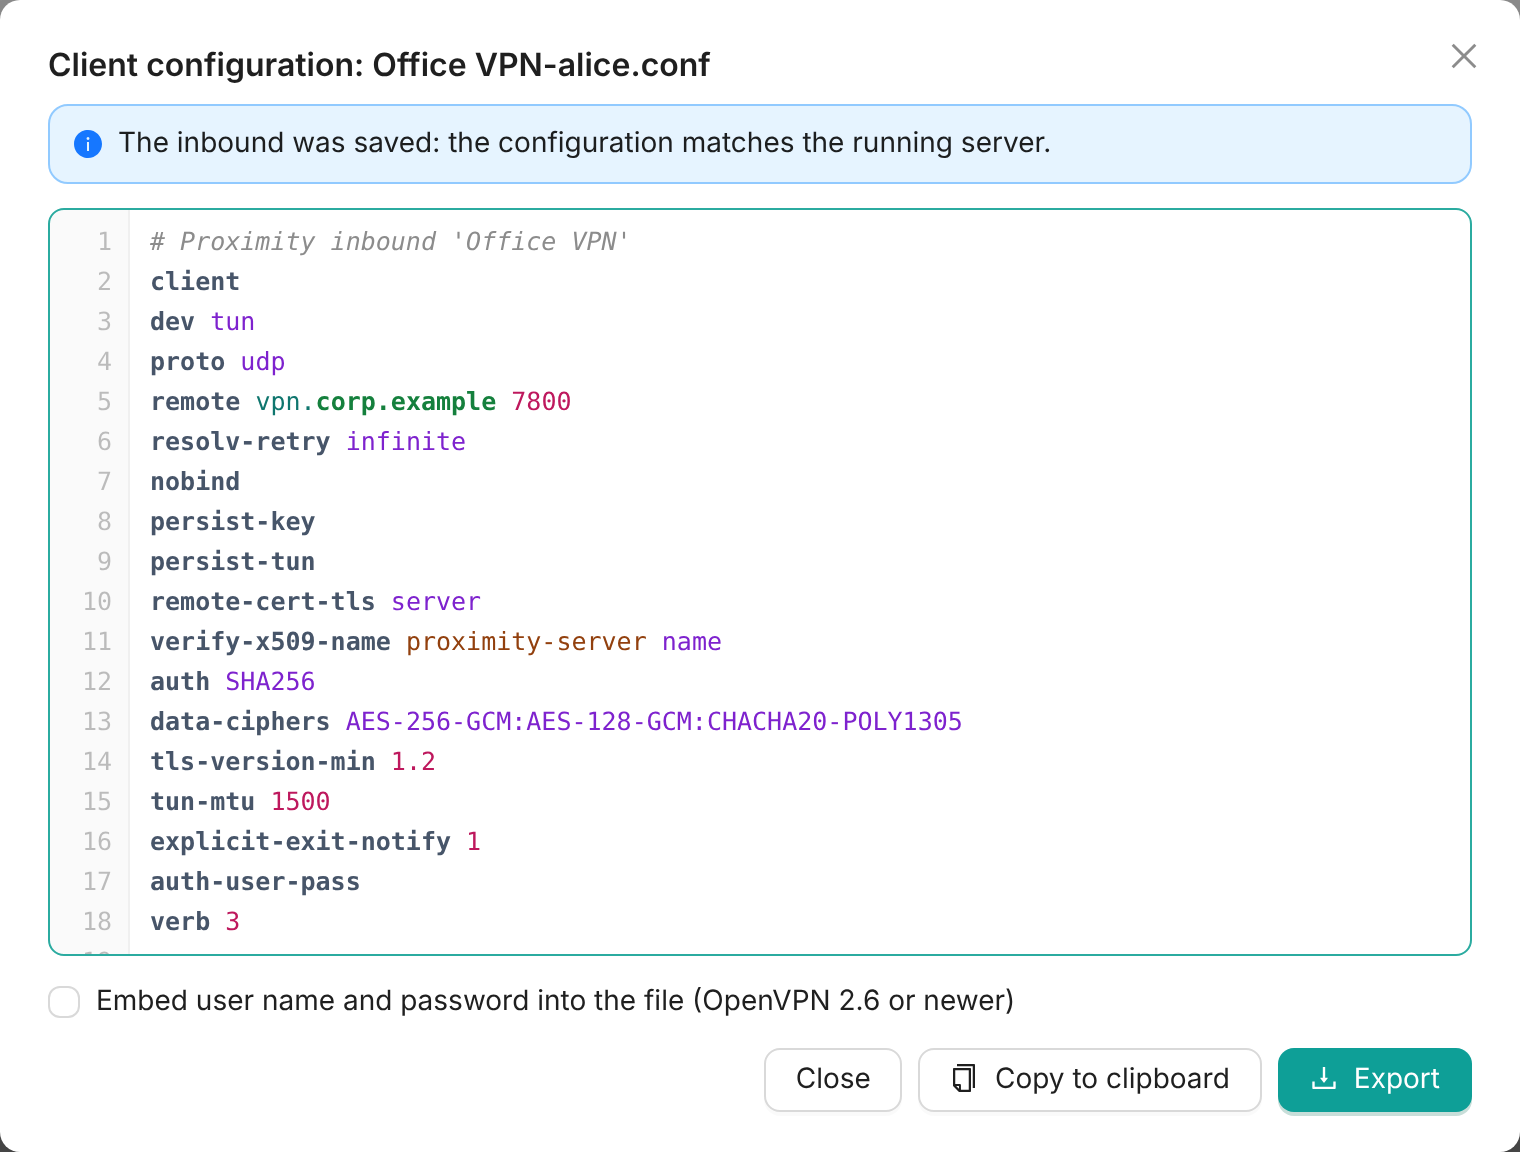 Client configuration: Office VPN-alice.conf
The inbound was saved: the configuration matches the running server.
1 # Proximity inbound 'Office VPN'
2 client
3 dev tun
4 proto udp
5 remote vpn.corp.example 7800
6 resolv-retry infinite
7 nobind
8 persist-key
9 persist-tun
10 remote-cert-tls server
11 verify-x509-name proximity-server name
12 auth SHA256
13 data-ciphers AES-256-GCM:AES-128-GCM:CHACHA20-POLY1305
14 tls-version-min 1.2
15 tun-mtu 1500
16 explicit-exit-notify 1
17 auth-user-pass
18 verb 3
Embed user name and password into the file (OpenVPN 2.6 or newer)
Close
Copy to clipboard
Export